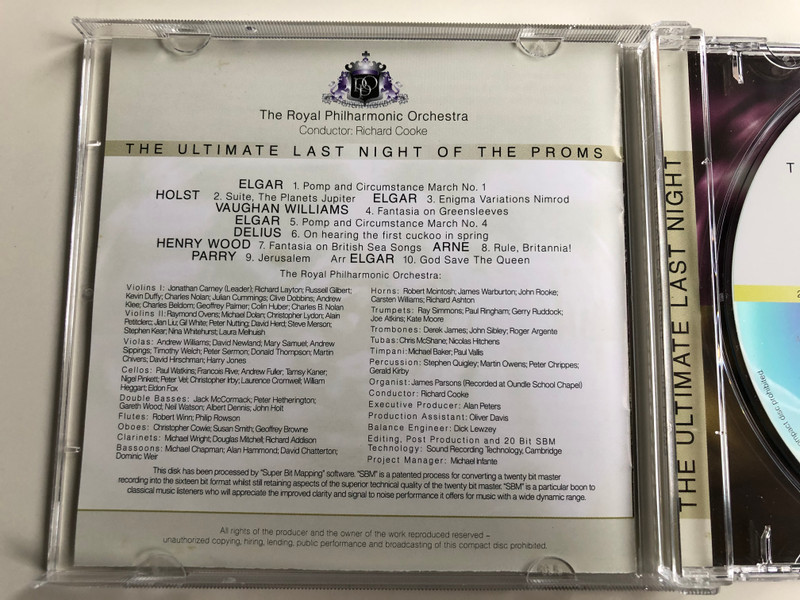 RPO
The Royal Philharmonic Orchestra
Conductor: Richard Cooke
THE ULTIMATE LAST NIGHT OF THE PROMS
ELGAR 1. Pomp and Circumstance March No. 1
HOLST 2. Suite, The Planets Jupiter ELGAR 3. Enigma Variations Nimrod
VAUGHAN WILLIAMS 4. Fantasia on Greensleeves
ELGAR 5. Pomp and Circumstance March No. 4
DELIUS 6. On hearing the first cuckoo in spring
HENRY WOOD 7. Fantasia on British Sea Songs ARNE 8. Rule, Britannia!
PARRY 9. Jerusalem Arr ELGAR 10. God Save The Queen
The Royal Philharmonic Orchestra:
Violins I: Jonathan Carney (Leader); Richard Layton; Russell Gilbert;
Kevin Duffy; Charles Nolan; Julian Cummings; Clive Dobbins; Andrew
Klee; Charles Beldom; Geoffrey Palmer; Colin Huber; Charles B. Nolan
Violins II: Raymond Ovens; Michael Dolan; Christopher Lydon; Alain
Petitclerc; Jan Liu; Gil White; Peter Nutting; David Herd; Steve Merson;
Stephen Kear; Nina Whitehurst; Laura Melhuish
Violas: Andrew Williams; David Newland; Mary Samuel; Andrew
Sippings; Timothy Welch; Peter Sermon; Donald Thompson; Martin
Chivers; David Hirschman; Harry Jones
Cellos: Paul Watkins; Francois Rive; Andrew Fuller; Tamsy Kaner;
Nigel Pinkett; Peter Vel; Christopher Irby; Laurence Cromwell; William
Heggart; Eldon Fox
Double Basses: Jack McCormack; Peter Hetherington;
Gareth Wood; Neil Watson; Albert Dennis; John Holt
Flutes: Robert Winn; Philip Rowson
Oboes: Christopher Cowie; Susan Smith; Geoffrey Browne
Clarinets: Michael Wright; Douglas Mitchell; Richard Addison
Bassoons: Michael Chapman; Alan Hammond; David Chatterton;
Dominic Weir
Horns: Robert McIntosh; James Warburton; John Rooke;
Carsten Williams; Richard Ashton
Trumpets: Ray Simmons; Paul Ringham; Gerry Ruddock;
Joe Atkins; Kate Moore
Trombones: Derek James; John Sibley; Roger Argente
Tubas: Chris McShane; Nicolas Hitchens
Timpani: Michael Baker; Paul Vallis
Percussion: Stephen Quigley; Martin Owens; Peter Chrippes;
Gerald Kirby
Organist: James Parsons (Recorded at Oundle School Chapel)
Conductor: Richard Cooke
Executive Producer: Alan Peters
Production Assistant: Oliver Davis
Balance Engineer: Dick Lewzey
Editing, Post Production and 20 Bit SBM
Technology: Sound Recording Technology, Cambridge
Project Manager: Michael Infante
This disk has been processed by "Super Bit Mapping" software. "SBM" is a patented process for converting a twenty bit master
recording into the sixteen bit format whilst still retaining aspects of the superior technical quality of the twenty bit master. "SBM" is a particular boon to
classical music listeners who will appreciate the improved clarity and signal to noise performance it offers for music with a wide dynamic range.
All rights of the producer and the owner of the work reproduced reserved –
unauthorized copying, hiring, lending, public performance and broadcasting of this compact disc prohibited.
THE ULTIMATE LAST NIGHT
T
compact disc prohibited